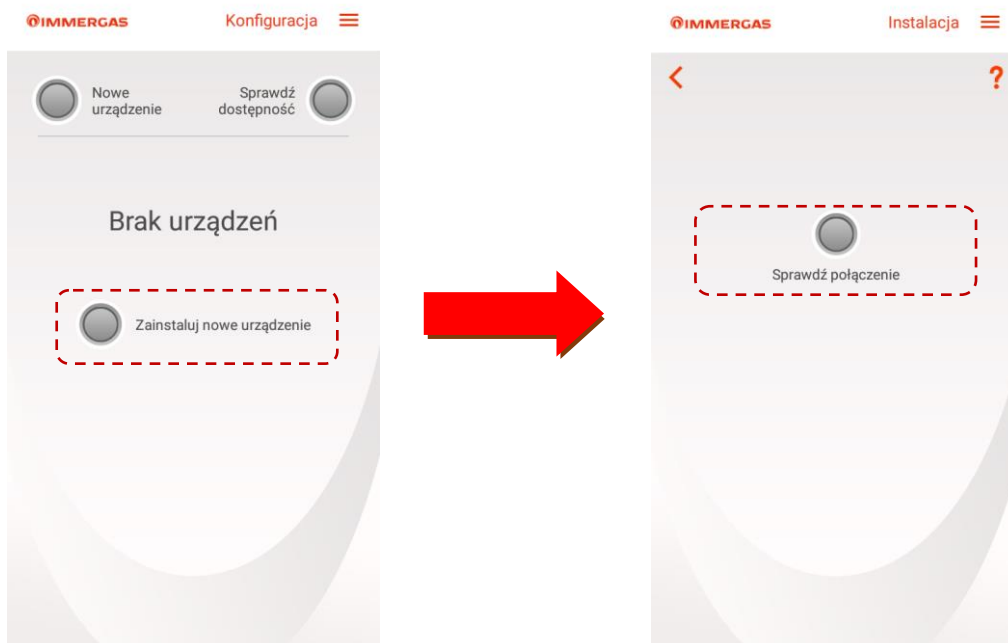 IMMERGAS
Konfiguracja
Nowe
urządzenie
Sprawdź
dostępność
Brak urządzeń
Zainstaluj nowe urządzenie
IMMERGAS
Instalacja
?
Sprawdź połączenie